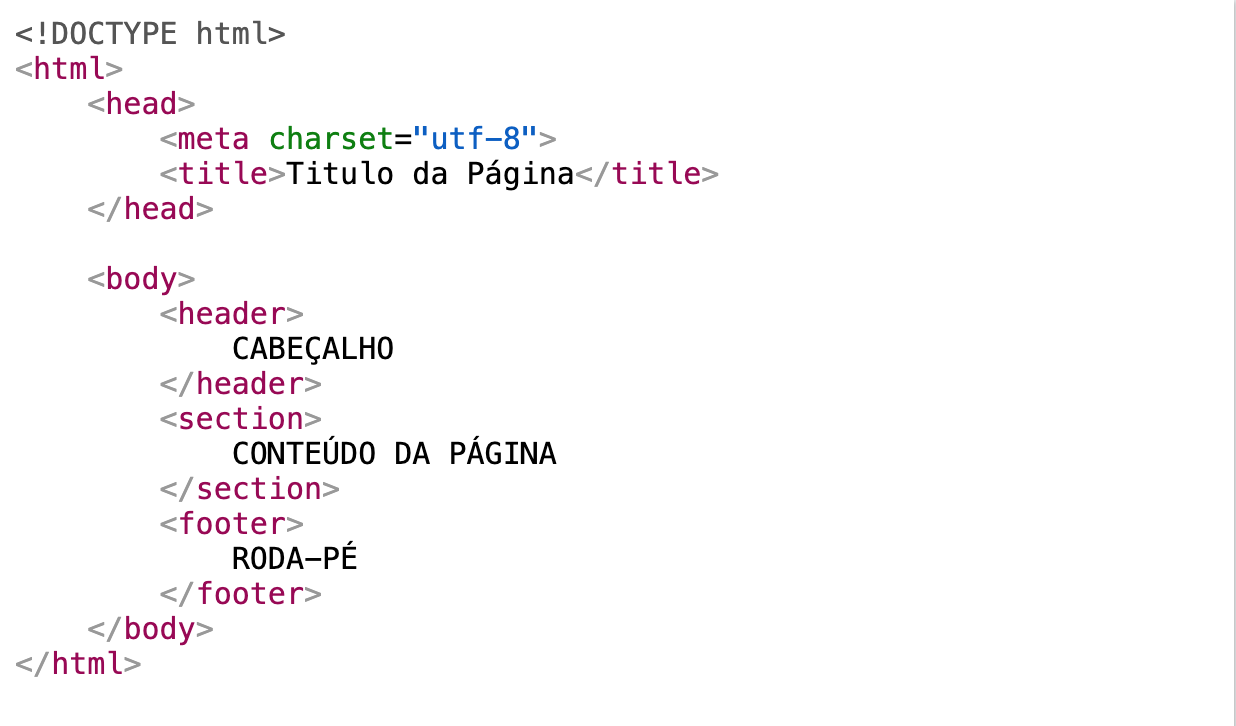 <!DOCTYPE html>
<html>
    <head>
        <meta charset="utf-8">
        <title>Titulo da Página</title>
    </head>

    <body>
        <header>
            CABEÇALHO
        </header>
        <section>
            CONTEÚDO DA PÁGINA
        </section>
        <footer>
            RODA-PÉ
        </footer>
    </body>
</html>